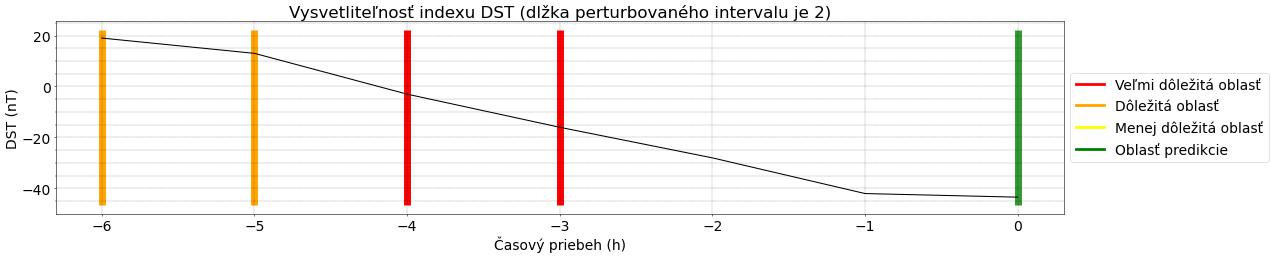 Vysvetliteľnosť indexu DST (dĺžka perturbovaného intervalu je 2)
DST (nT)
20
0
−20
−40
−6
−5
−4
−3
−2
−1
0
Časový priebeh (h)
Veľmi dôležitá oblasť
Dôležitá oblasť
Menej dôležitá oblasť
Oblasť predikcie